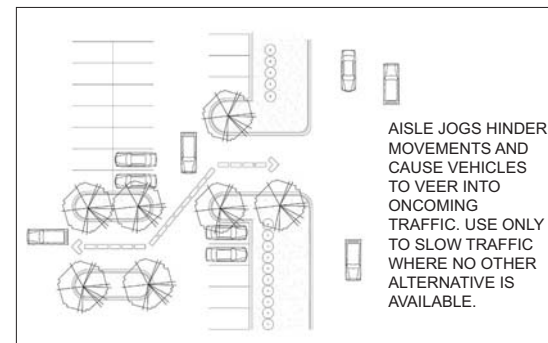 AISLE JOGS HINDER
MOVEMENTS AND
CAUSE VEHICLES
TO VEER INTO
ONCOMING
TRAFFIC. USE ONLY
TO SLOW TRAFFIC
WHERE NO OTHER
ALTERNATIVE IS
AVAILABLE.